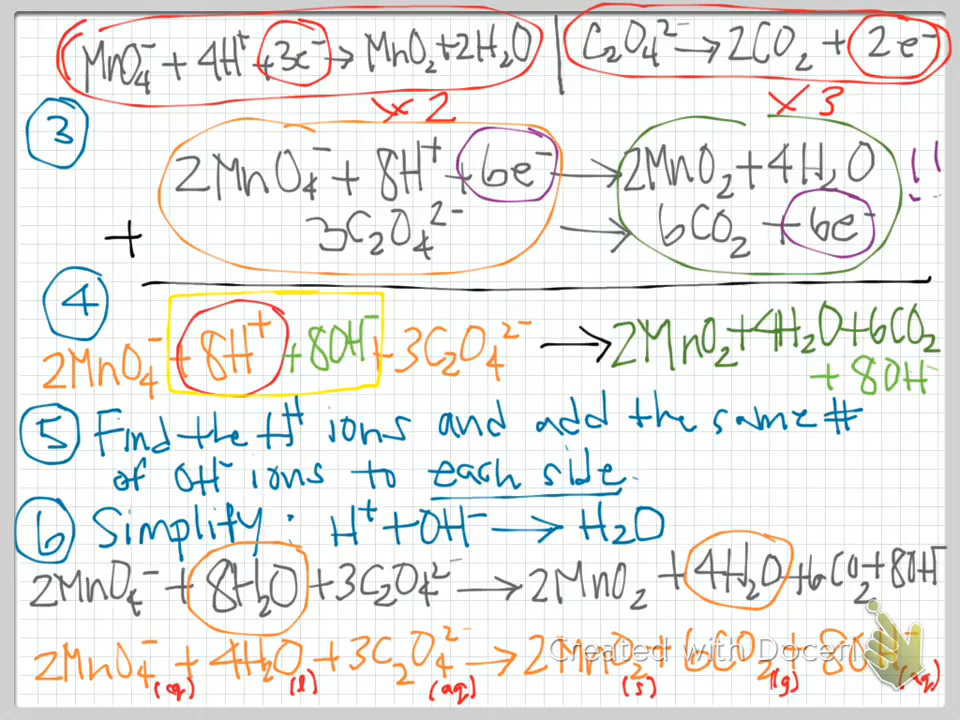 MnO₄⁻ + 4H⁺ + 3e⁻ → MnO₂ + 2H₂O | C₂O₄²⁻ → 2CO₂ + 2e⁻
×2 ×3
③
2MnO₄⁻ + 8H⁺ + 6e⁻ → 2MnO₂ + 4H₂O !!
+ 3C₂O₄²⁻ → 6CO₂ + 6e⁻
④
2MnO₄⁻ + 8H⁺ + 8OH⁻ + 3C₂O₄²⁻ → 2MnO₂ + 4H₂O + 6CO₂
+ 8OH⁻
⑤ Find the H⁺ ions and add the same #
of OH⁻ ions to each side.
⑥ Simplify: H⁺ + OH⁻ → H₂O
2MnO₄⁻ + 8H₂O + 3C₂O₄²⁻ → 2MnO₂ + 4H₂O + 6CO₂ + 8OH⁻
2MnO₄⁻(aq) + 4H₂O(l) + 3C₂O₄²⁻(aq) → 2MnO₂(s) + 6CO₂(g) + 8OH⁻(aq)
Created with Doceri